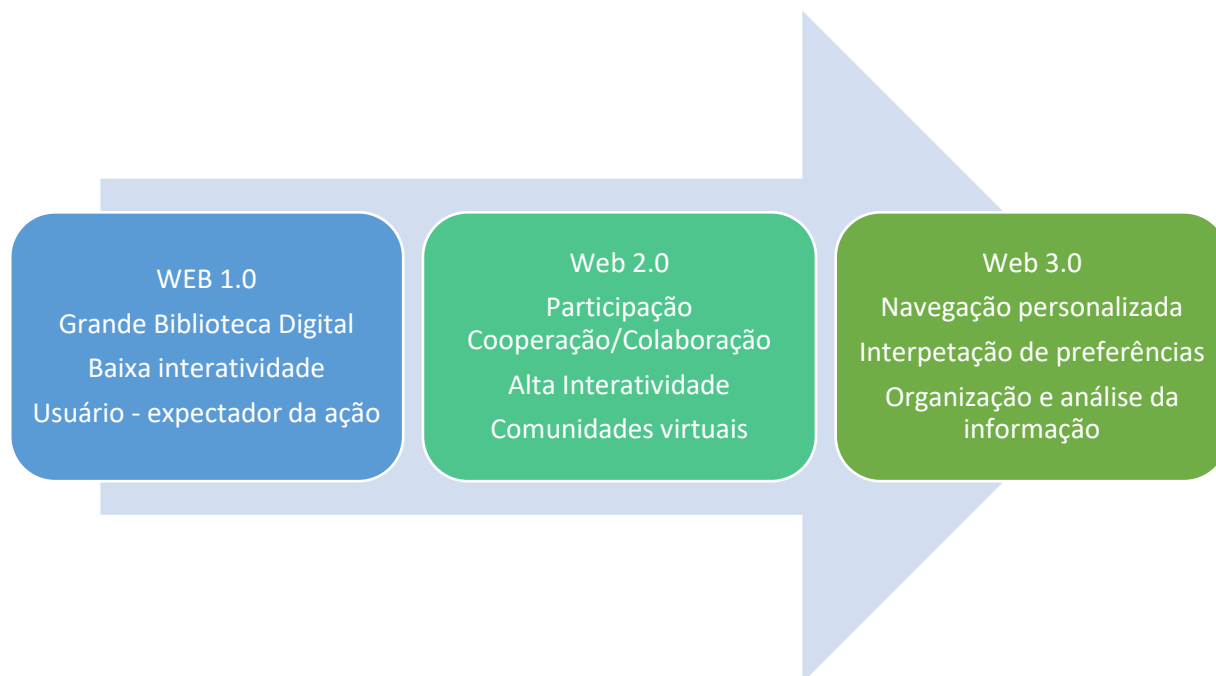 WEB 1.0
Grande Biblioteca Digital
Baixa interatividade
Usuário - expectador da ação
Web 2.0
Participação
Cooperação/Colaboração
Alta Interatividade
Comunidades virtuais
Web 3.0
Navegação personalizada
Interpetação de preferências
Organização e análise da
informação